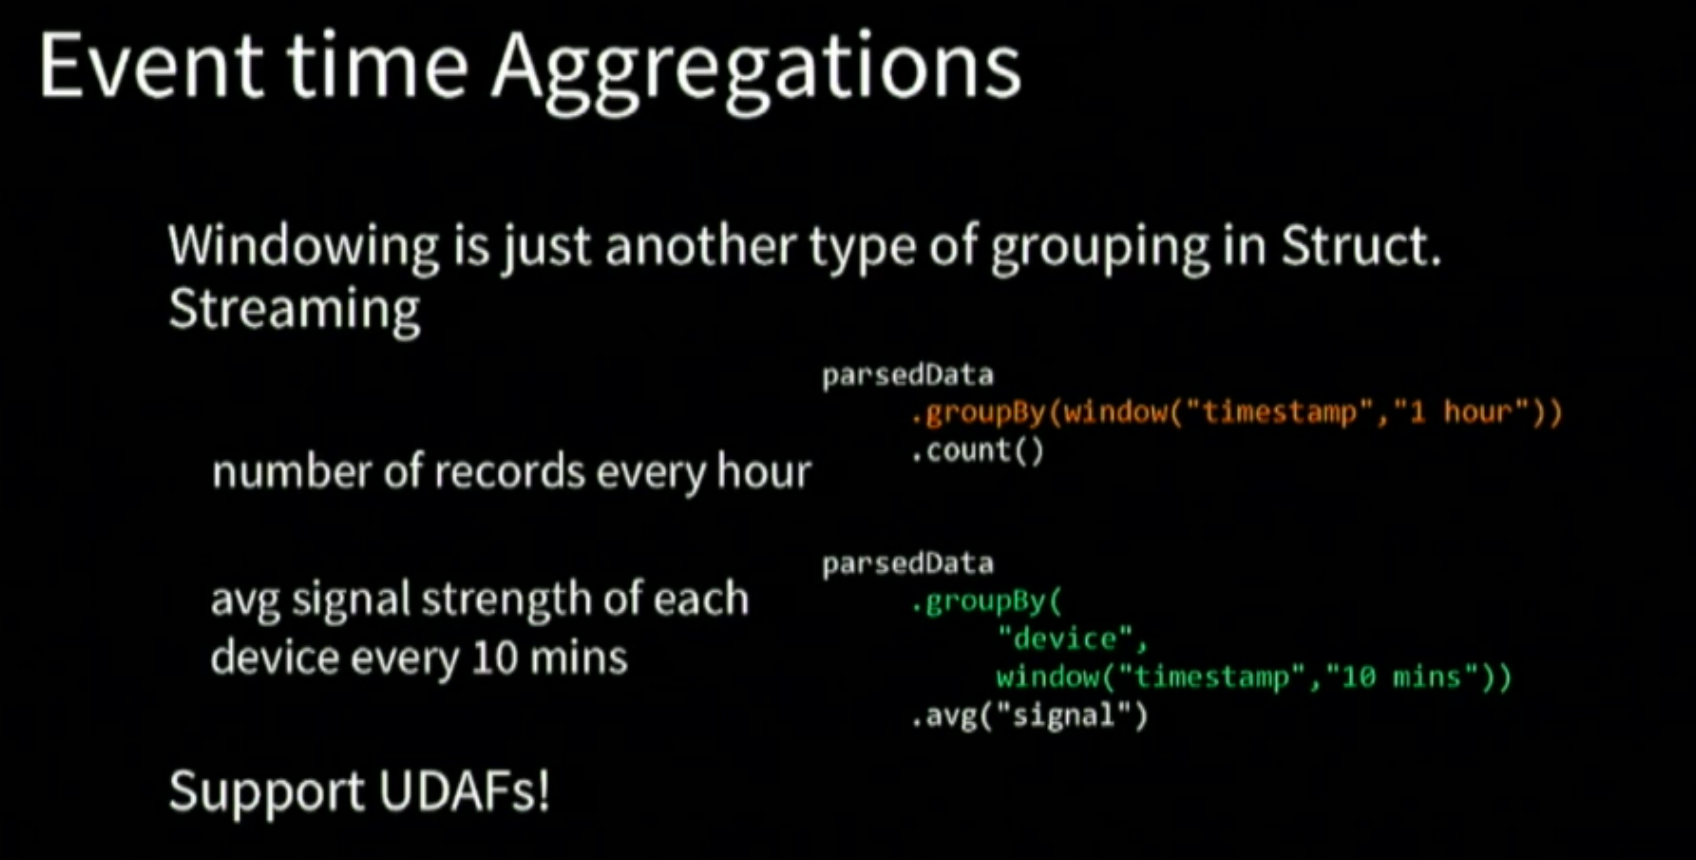 Event time Aggregations
Windowing is just another type of grouping in Struct.
Streaming
number of records every hour
parsedData
.groupBy(window("timestamp","1 hour"))
.count()
avg signal strength of each
device every 10 mins
parsedData
.groupBy(
"device",
window("timestamp","10 mins"))
.avg("signal")
Support UDAFs!